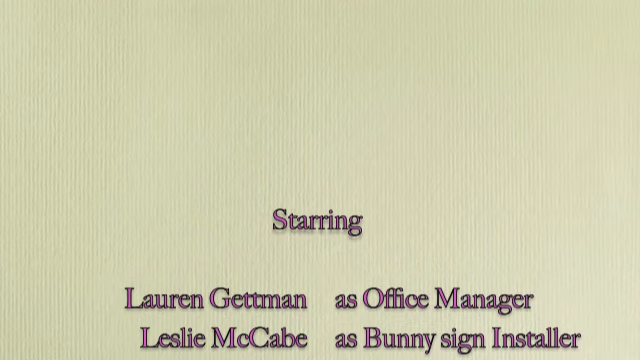 Starring
Lauren Gettman as Office Manager
Leslie McCabe as Bunny sign Installer